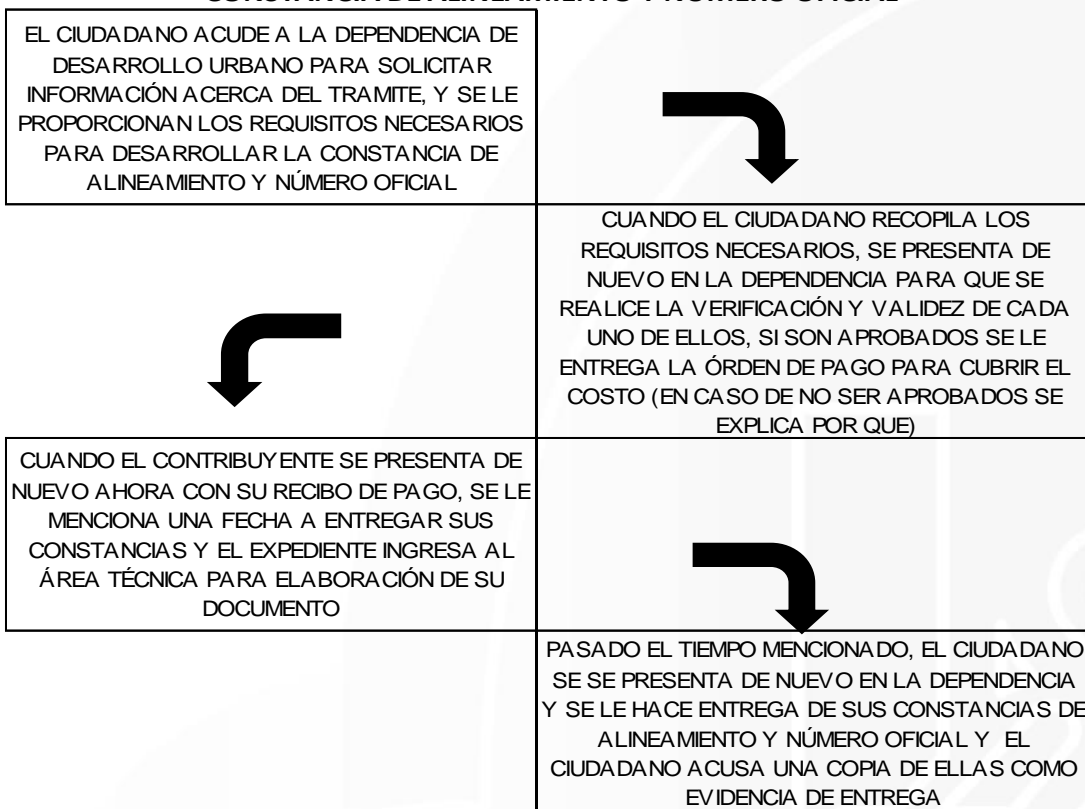 CONSTANCIA DE ALINEAMIENTO Y NÚMERO OFICIAL
EL CIUDADANO ACUDE A LA DEPENDENCIA DE
DESARROLLO URBANO PARA SOLICITAR
INFORMACIÓN ACERCA DEL TRAMITE, Y SE LE
PROPORCIONAN LOS REQUISITOS NECESARIOS
PARA DESARROLLAR LA CONSTANCIA DE
ALINEAMIENTO Y NÚMERO OFICIAL
CUANDO EL CIUDADANO RECOPILA LOS
REQUISITOS NECESARIOS, SE PRESENTA DE
NUEVO EN LA DEPENDENCIA PARA QUE SE
REALICE LA VERIFICACIÓN Y VALIDEZ DE CADA
UNO DE ELLOS, SI SON APROBADOS SE LE
ENTREGA LA ÓRDEN DE PAGO PARA CUBRIR EL
COSTO (EN CASO DE NO SER APROBADOS SE
EXPLICA POR QUE)
CUANDO EL CONTRIBUYENTE SE PRESENTA DE
NUEVO AHORA CON SU RECIBO DE PAGO, SE LE
MENCIONA UNA FECHA A ENTREGAR SUS
CONSTANCIAS Y EL EXPEDIENTE INGRESA AL
ÁREA TÉCNICA PARA ELABORACIÓN DE SU
DOCUMENTO
PASADO EL TIEMPO MENCIONADO, EL CIUDADANO
SE SE PRESENTA DE NUEVO EN LA DEPENDENCIA
Y SE LE HACE ENTREGA DE SUS CONSTANCIAS DE
ALINEAMIENTO Y NÚMERO OFICIAL Y EL
CIUDADANO ACUSA UNA COPIA DE ELLAS COMO
EVIDENCIA DE ENTREGA